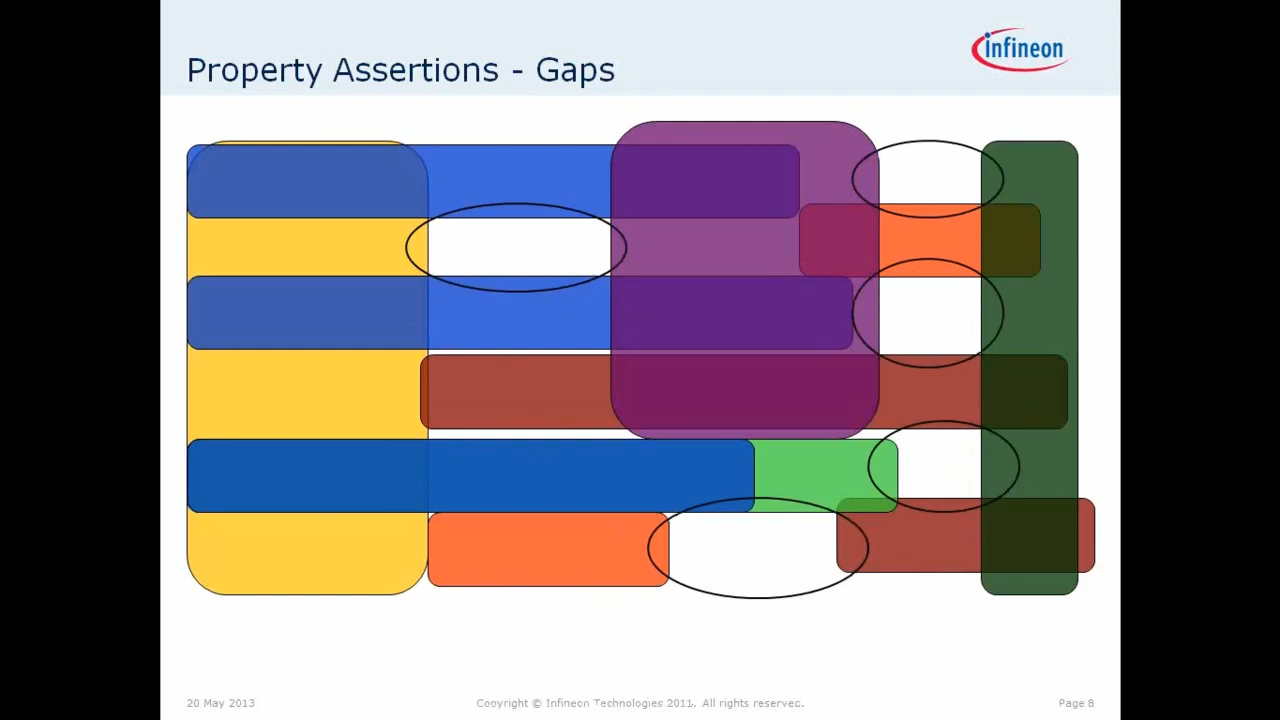 infineon
Property Assertions - Gaps
20 May 2013
Copyright © Infineon Technologies 2011. All rights reserved.
Page 8